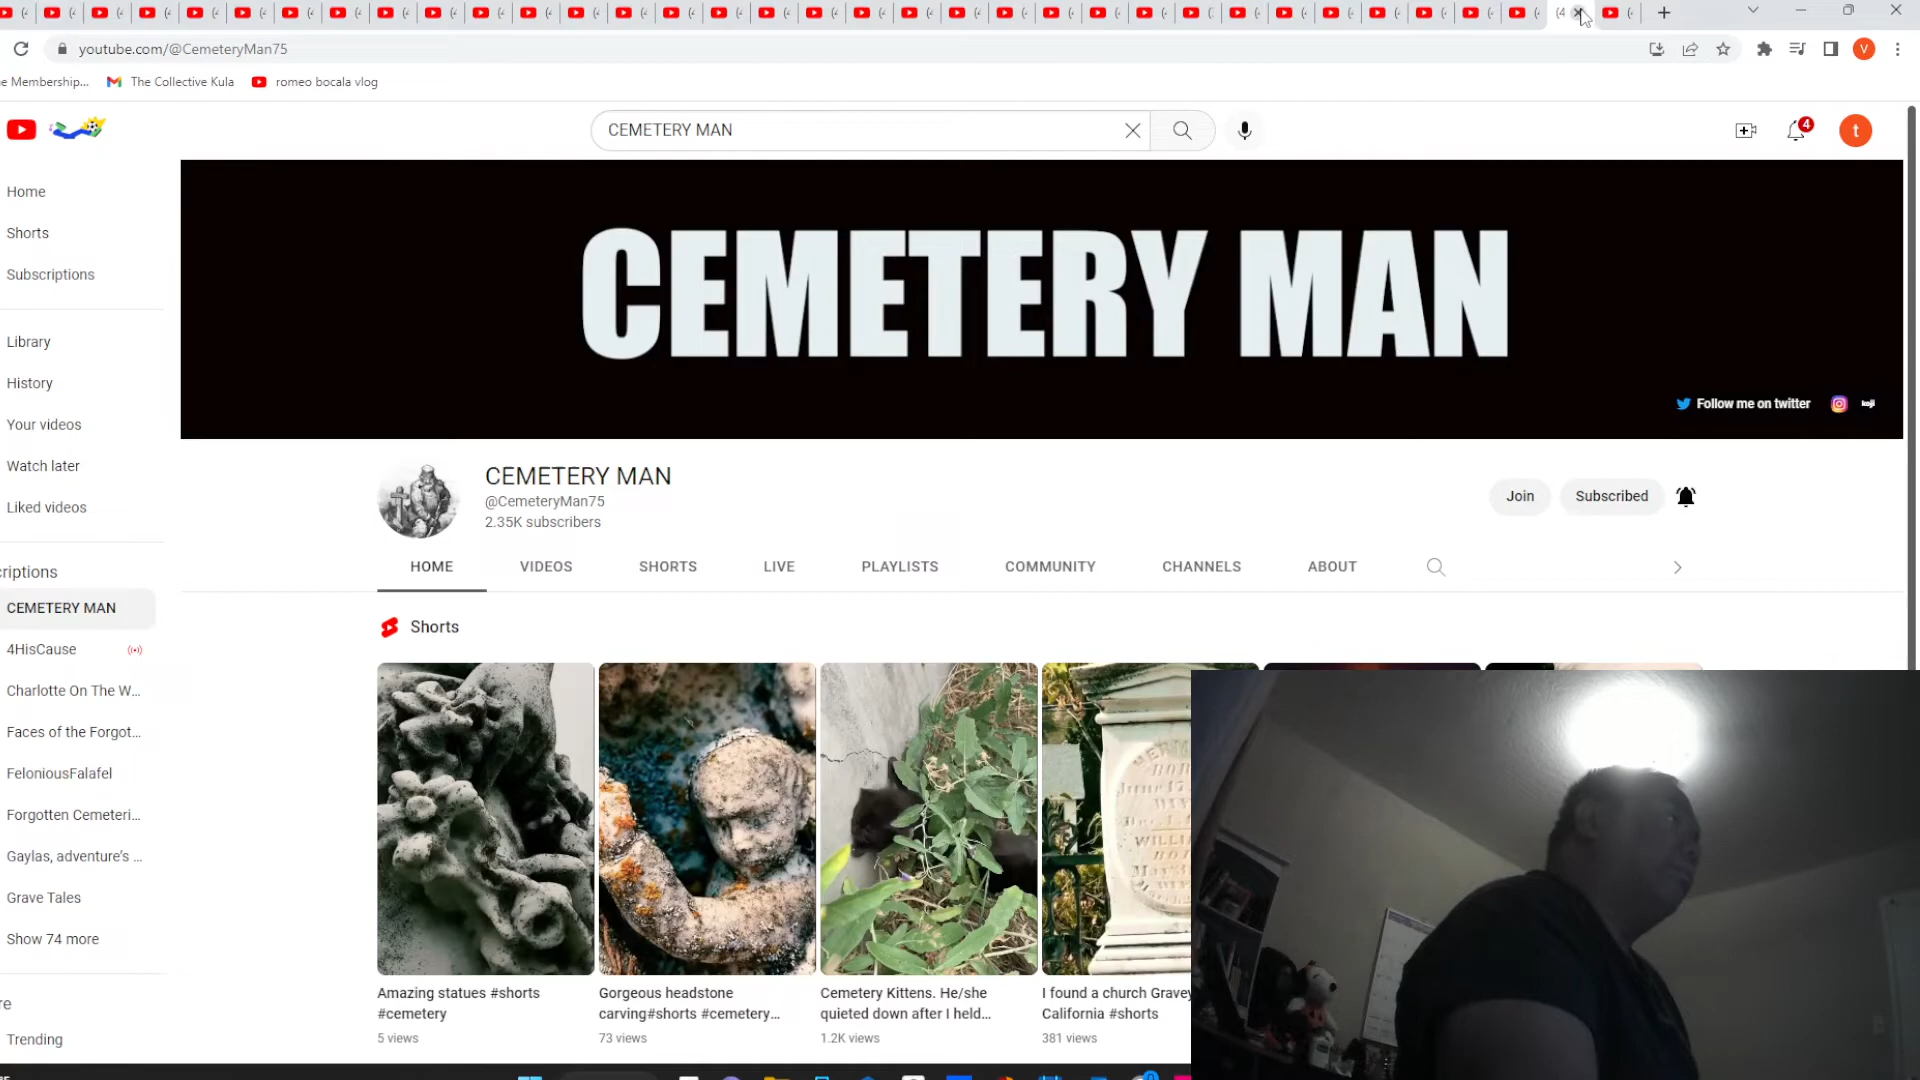 youtube.com/@CemeteryMan75
e Membership...
The Collective Kula
romeo bocala vlog
CEMETERY MAN
4
t
V
Home
Shorts
Subscriptions
Library
History
Your videos
Watch later
Liked videos
criptions
CEMETERY MAN
4HisCause
Charlotte On The W...
Faces of the Forgot...
FeloniousFalafel
Forgotten Cemeteri...
Gaylas, adventure's ...
Grave Tales
Show 74 more
re
Trending
CEMETERY MAN
Follow me on twitter
koji
CEMETERY MAN
@CemeteryMan75
2.35K subscribers
Join
Subscribed
HOME
VIDEOS
SHORTS
LIVE
PLAYLISTS
COMMUNITY
CHANNELS
ABOUT
Shorts
Amazing statues #shorts
#cemetery
5 views
Gorgeous headstone
carving#shorts #cemetery...
73 views
Cemetery Kittens. He/she
quieted down after I held...
1.2K views
I found a church Gravey
California #shorts
381 views